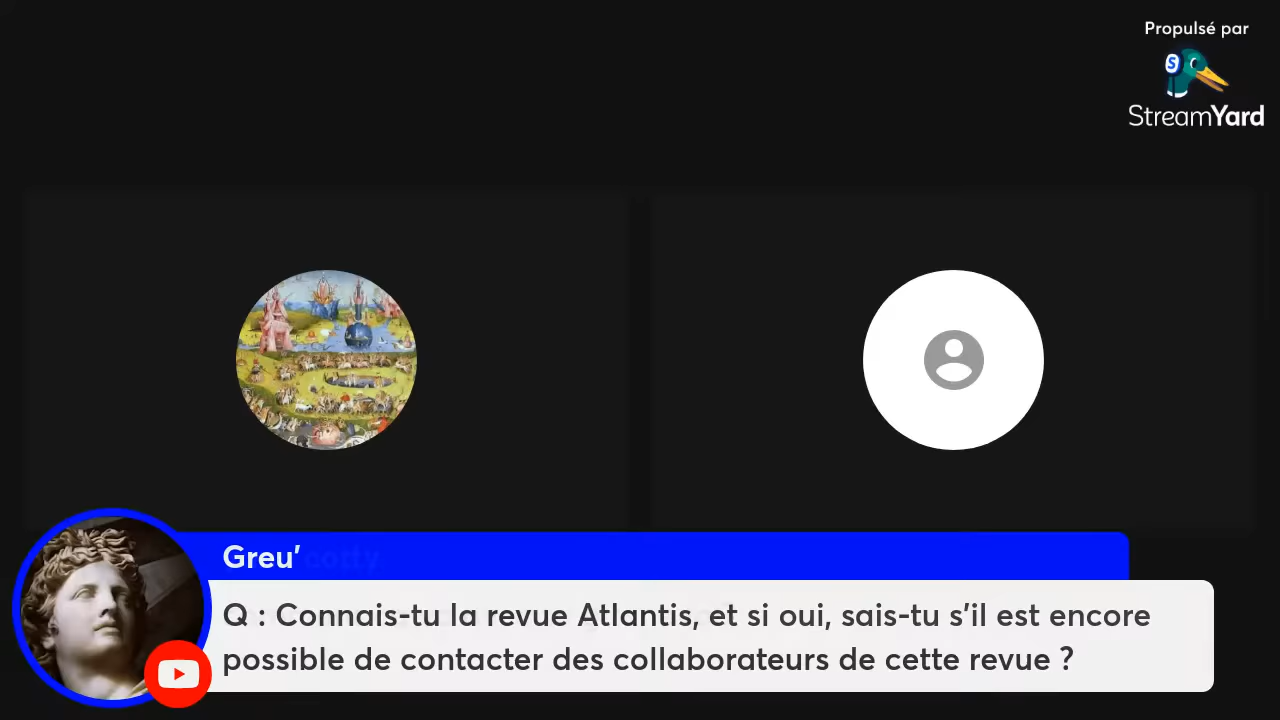 Propulsé par
StreamYard
Greu'
Q : Connais-tu la revue Atlantis, et si oui, sais-tu s'il est encore
possible de contacter des collaborateurs de cette revue ?